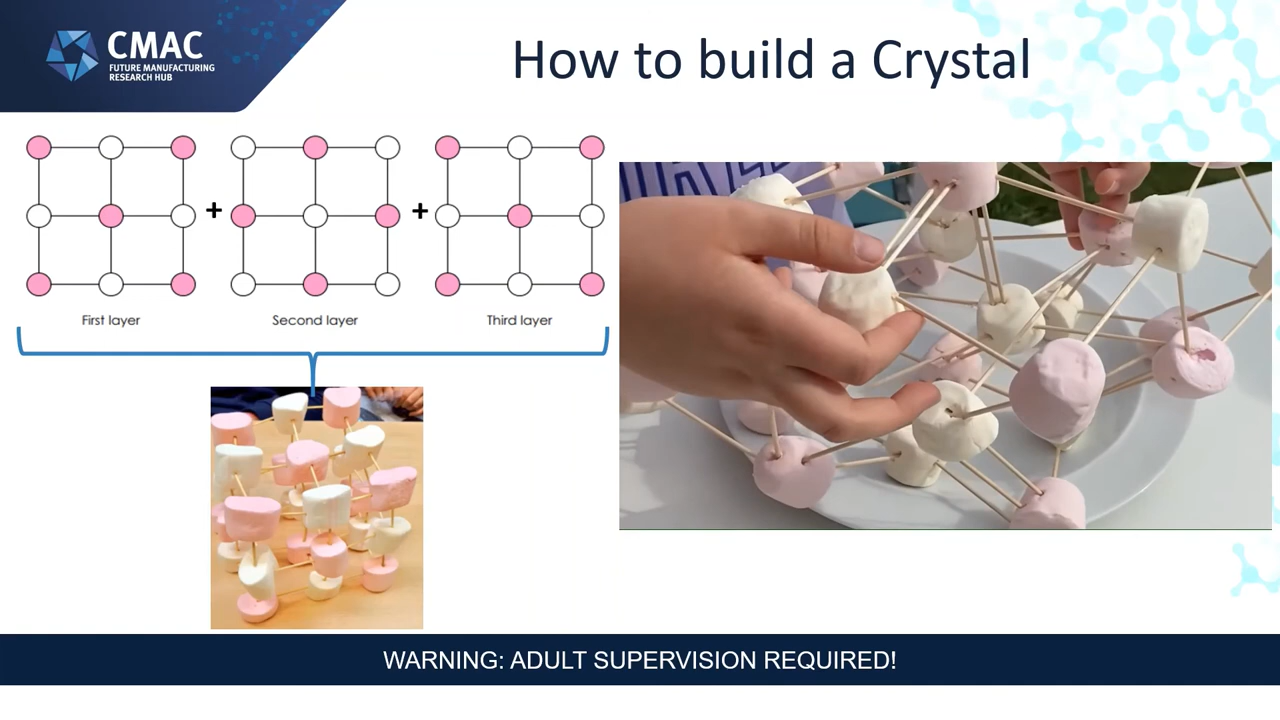 CMAC
FUTURE MANUFACTURING
RESEARCH HUB
How to build a Crystal
+
+
First layer
Second layer
Third layer
WARNING: ADULT SUPERVISION REQUIRED!